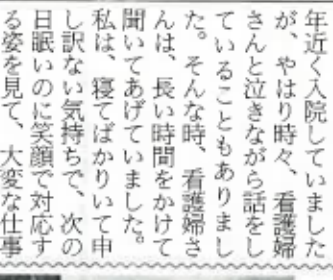 年近く入院していました
が、やはり時々、看護婦
さんと泣きながら話をし
ていることもありまし
た。そんな時、看護婦さ
んは、長い時間をかけて
聞いてあげていました。
私は、寝てばかりいて申
し訳ない気持ちで、次の
日眠いのに笑顔で対応す
る姿を見て、大変な仕事